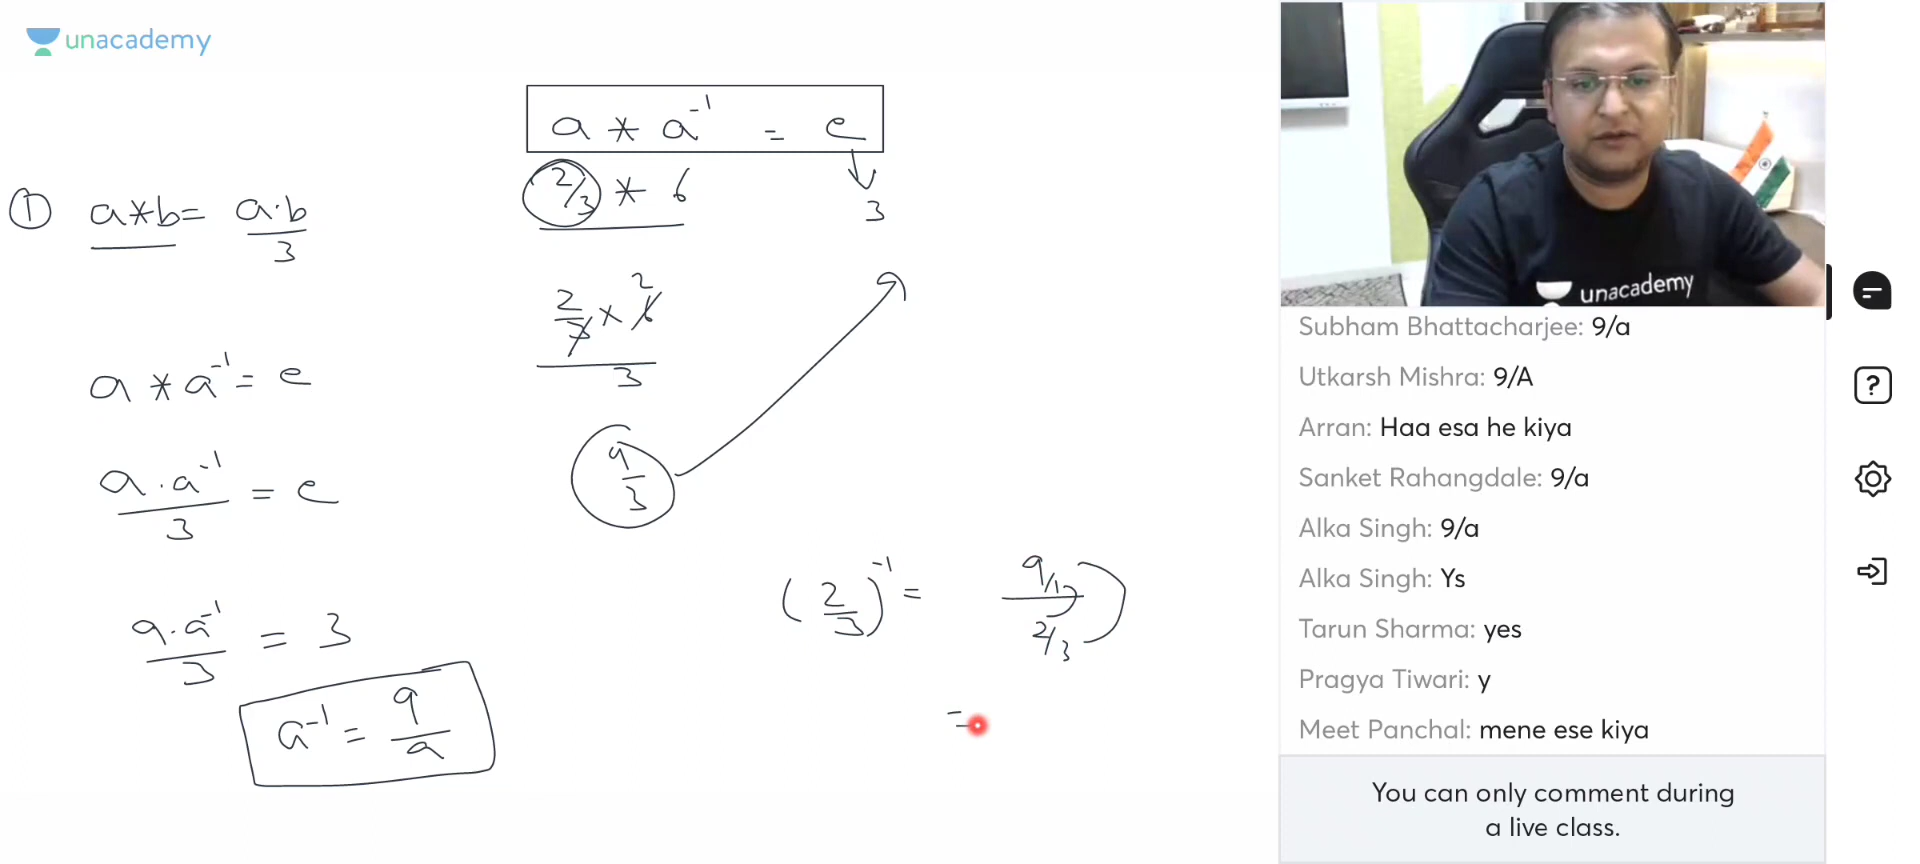 unacademy
a * a⁻¹ = e
2/3 * 6
3
① a*b = a·b/3
2/3 × 6 2
3
a * a⁻¹ = e
a·a⁻¹/3 = e
9/3
a·a⁻¹/3 = 3
a⁻¹ = 9/a
(2/3)⁻¹ =
2/3
=
unacademy
Subham Bhattacharjee: 9/a
Utkarsh Mishra: 9/A
Arran: Haa esa he kiya
Sanket Rahangdale: 9/a
Alka Singh: 9/a
Alka Singh: Ys
Tarun Sharma: yes
Pragya Tiwari: y
Meet Panchal: mene ese kiya
You can only comment during
a live class.